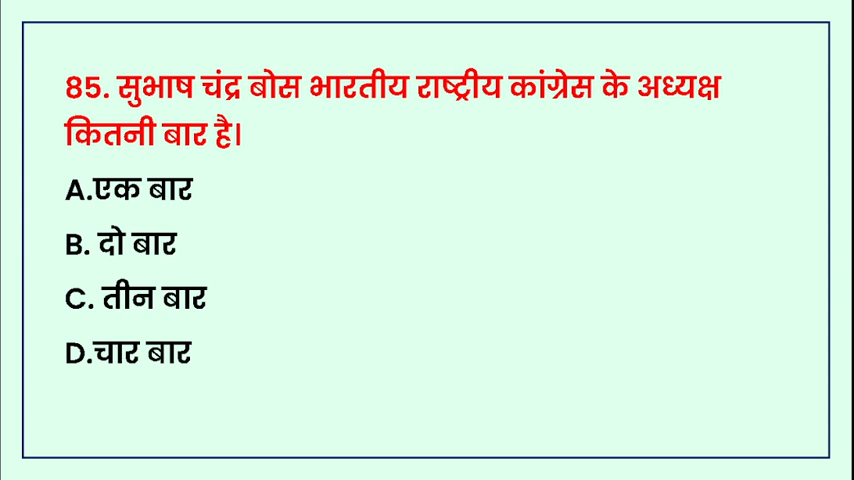 85. सुभाष चंद्र बोस भारतीय राष्ट्रीय कांग्रेस के अध्यक्ष
कितनी बार है।
A.एक बार
B. दो बार
C. तीन बार
D.चार बार